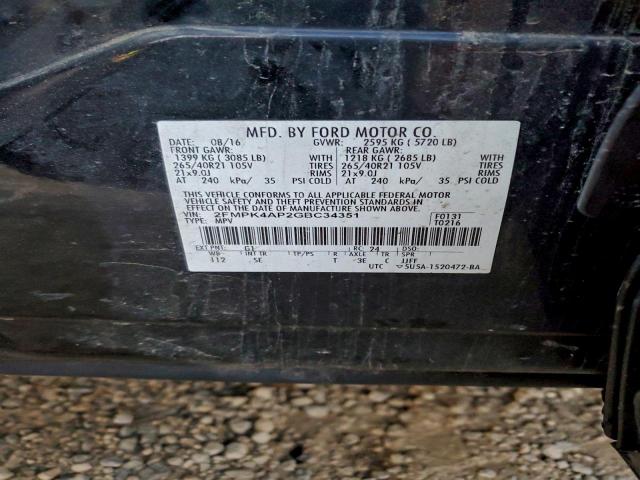 MFD. BY FORD MOTOR CO.
DATE: 08/16 GVWR: 2595 KG ( 5720 LB)
FRONT GAWR: REAR GAWR:
1399 KG ( 3085 LB) WITH 1218 KG ( 2685 LB) WITH
265/40R21 105V TIRES 265/40R21 105V TIRES
21x9.0J RIMS 21x9.0J RIMS
AT 240 kPa/ 35 PSI COLD AT 240 kPa/ 35 PSI COLD
THIS VEHICLE CONFORMS TO ALL APPLICABLE FEDERAL MOTOR
VEHICLE SAFETY AND BUMPER AND THEFT PREVENTION STANDARDS IN
EFFECT ON THE DATE OF MANUFACTURE SHOWN ABOVE.
VIN: 2FMPK4AP2GBC34351 F0131
TYPE: MPV T0216
EXT PNT: G1 RC: 24 DSO:
WB INT TR TP/PS R AXLE TR SPR
112 SE T 3E C JJFF
UTC 5U5A-1520472-BA